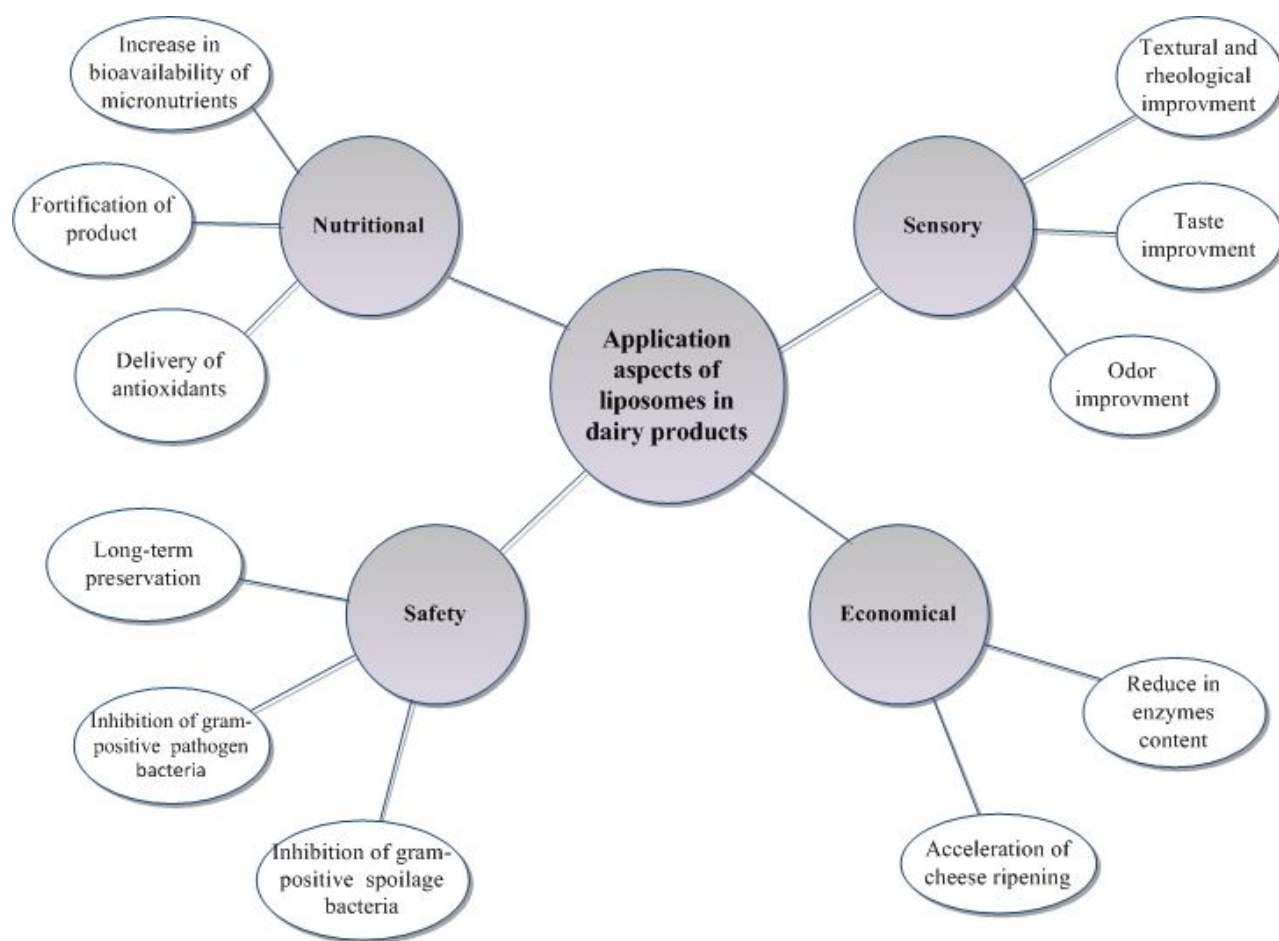 Increase in
bioavailability of
micronutrients
Fortification of
product
Delivery of
antioxidants
Nutritional
Textural and
rheological
improvment
Taste
improvment
Odor
improvment
Sensory
Application
aspects of
liposomes in
dairy products
Long-term
preservation
Inhibition of gram-
positive pathogen
bacteria
Inhibition of gram-
positive spoilage
bacteria
Safety
Economical
Reduce in
enzymes
content
Acceleration of
cheese ripening